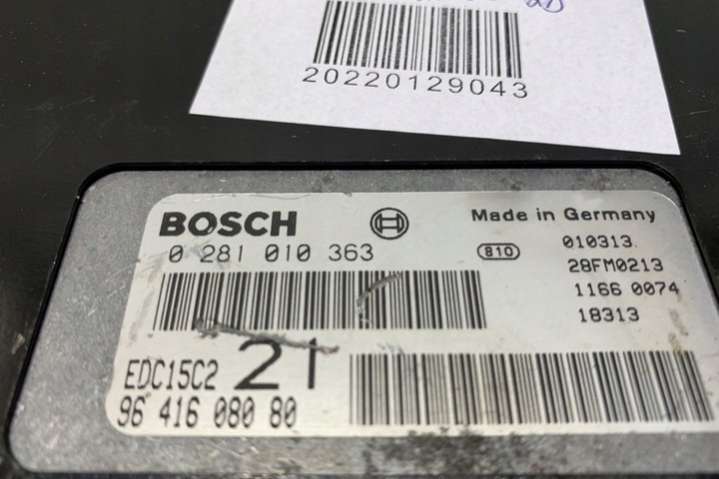 20220129043
BOSCH
Made in Germany
0 281 010 363
810
010313
28FM0213
1166 0074
18313
EDC15C2
21
96 416 080 80